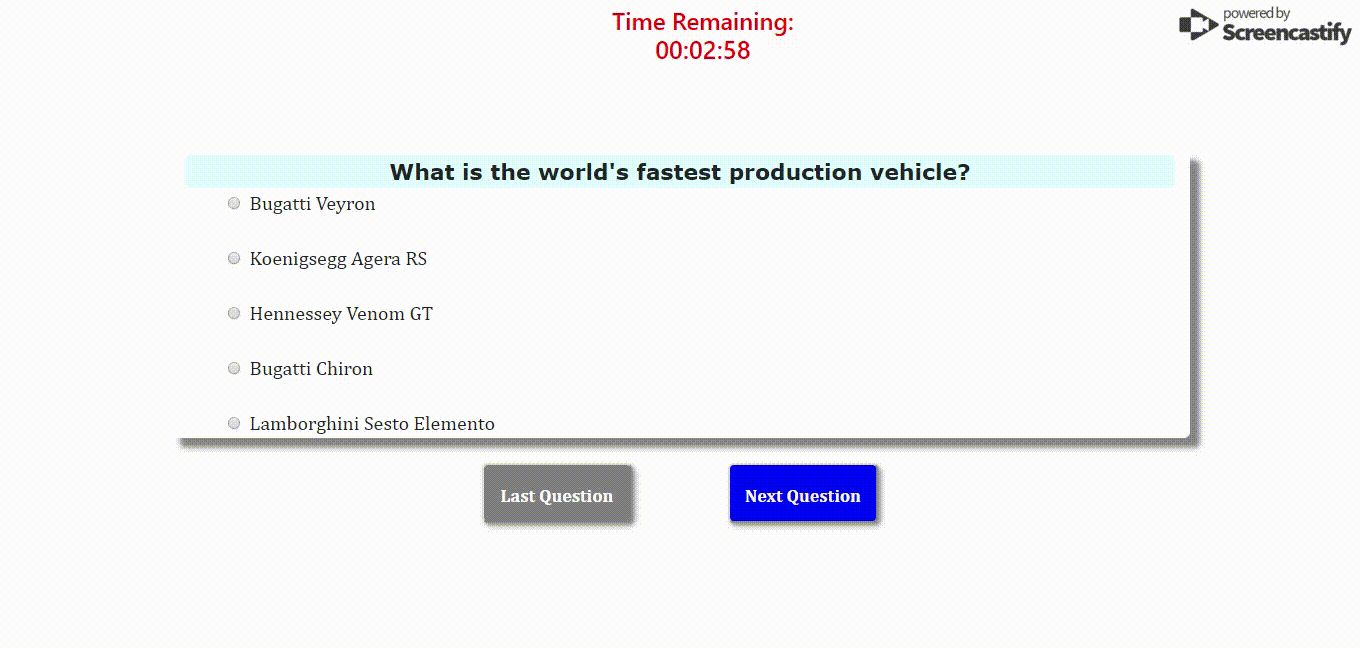 Time Remaining:
00:02:58
powered by
Screencastify
What is the world's fastest production vehicle?
Bugatti Veyron
Koenigsegg Agera RS
Hennessey Venom GT
Bugatti Chiron
Lamborghini Sesto Elemento
Last Question
Next Question